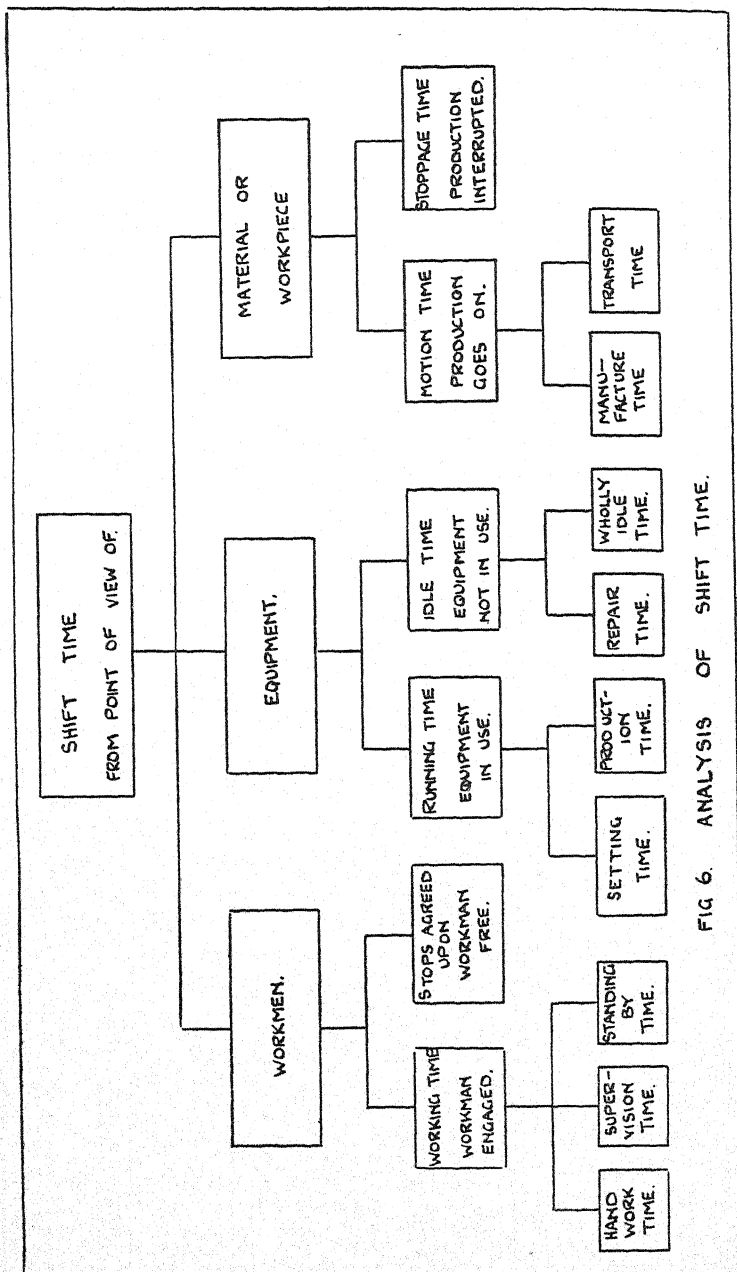 SHIFT TIME
FROM POINT OF VIEW OF.
WORKMEN.
EQUIPMENT.
MATERIAL OR
WORKPIECE
WORKING TIME
WORKMAN
ENGAGED.
STOPS AGREED
UPON
WORKMAN
FREE.
RUNNING TIME
EQUIPMENT
IN USE.
IDLE TIME
EQUIPMENT
NOT IN USE.
MOTION TIME
PRODUCTION
GOES ON.
STOPPAGE TIME
PRODUCTION
INTERRUPTED.
HAND
WORK
TIME.
SUPER-
VISION
TIME.
STANDING
BY
TIME.
SETTING
TIME.
PRODUCT-
ION
TIME.
REPAIR
TIME.
WHOLLY
IDLE
TIME.
MANU-
FACTURE
TIME
TRANSPORT
TIME
FIG 6. ANALYSIS OF SHIFT TIME.